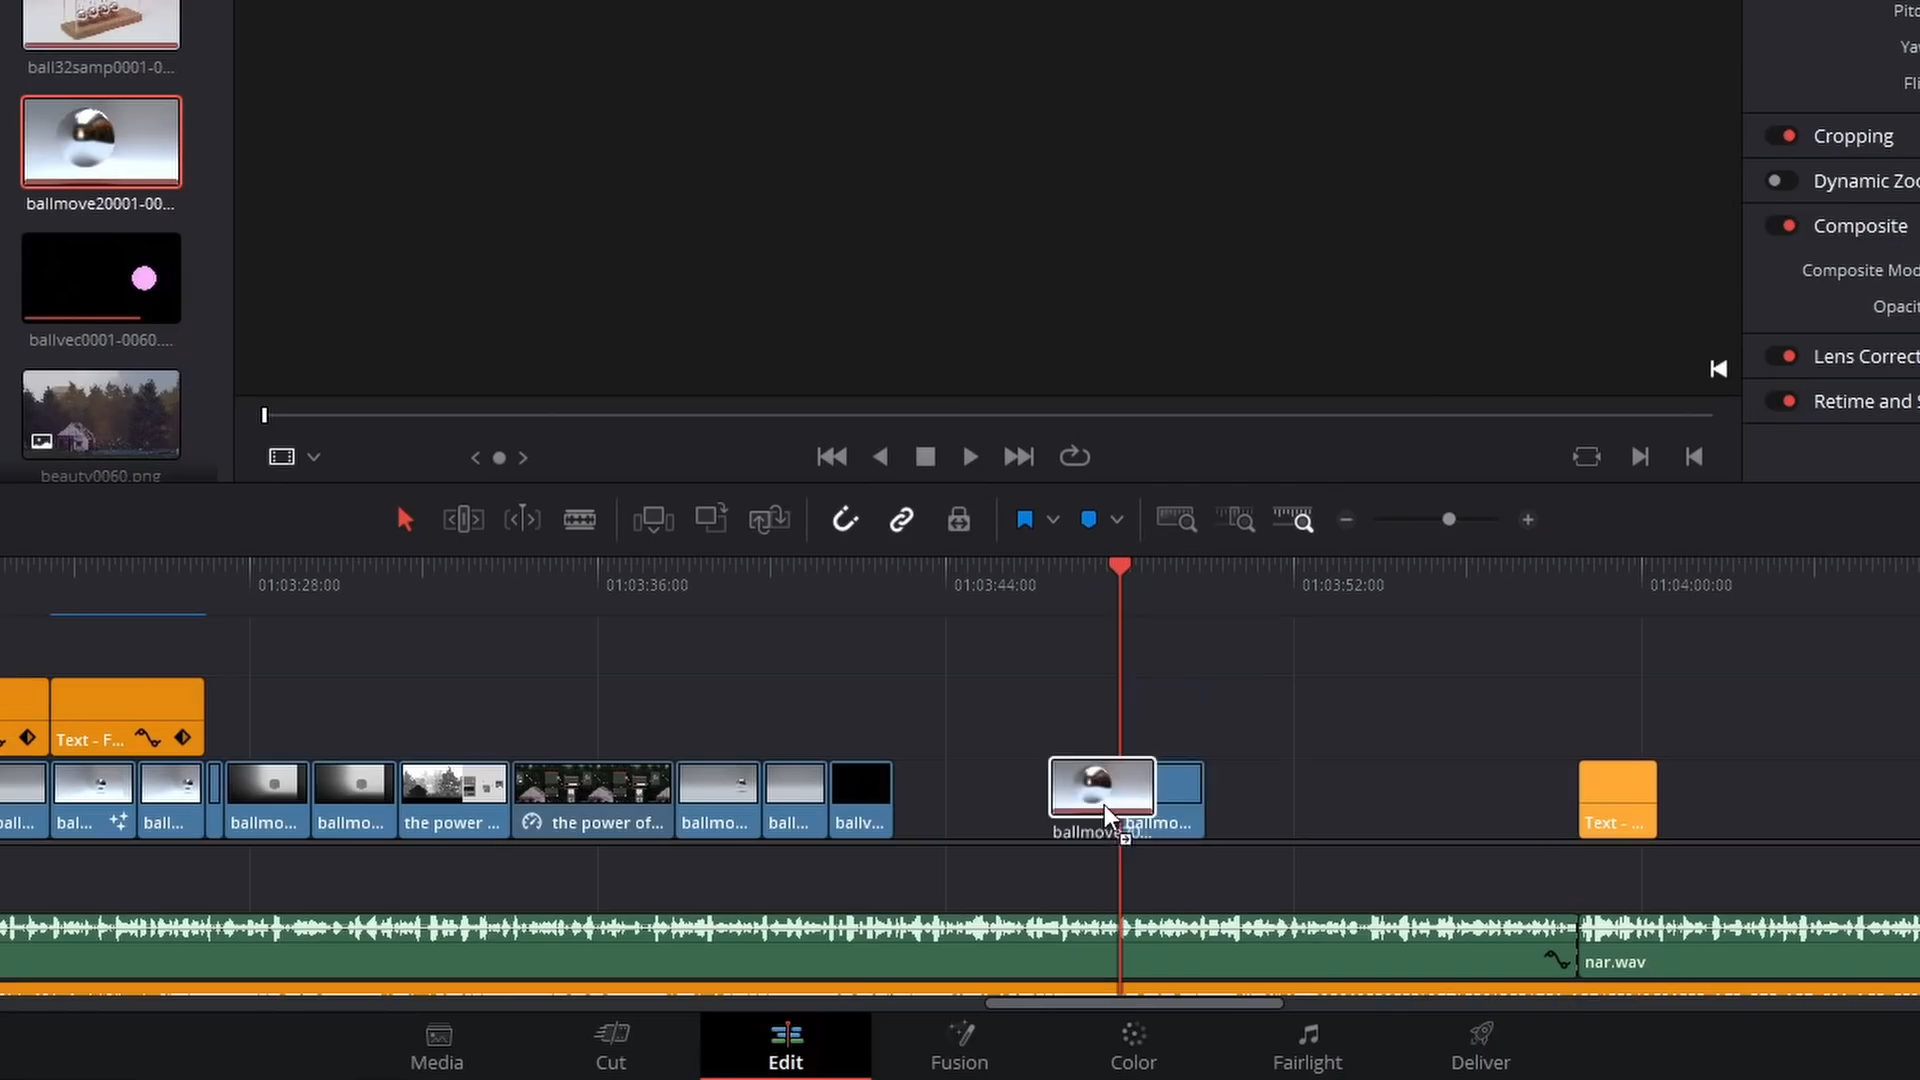 Pitc
Ya
Fli
ball32samp0001-0...
ballmove20001-00...
ballvec0001-0060....
beauty0060.png
Cropping
Dynamic Zoo
Composite
Composite Mod
Opacit
Lens Correct
Retime and S
01:03:28:00
01:03:36:00
01:03:44:00
01:03:52:00
01:04:00:00
Text - F...
ball...
bal...
ball...
ballmo...
ballmo...
the power ...
the power of...
ballmo...
ball...
ballv...
ballmove20...
ballmo...
Text - ...
nar.wav
Media
Cut
Edit
Fusion
Color
Fairlight
Deliver